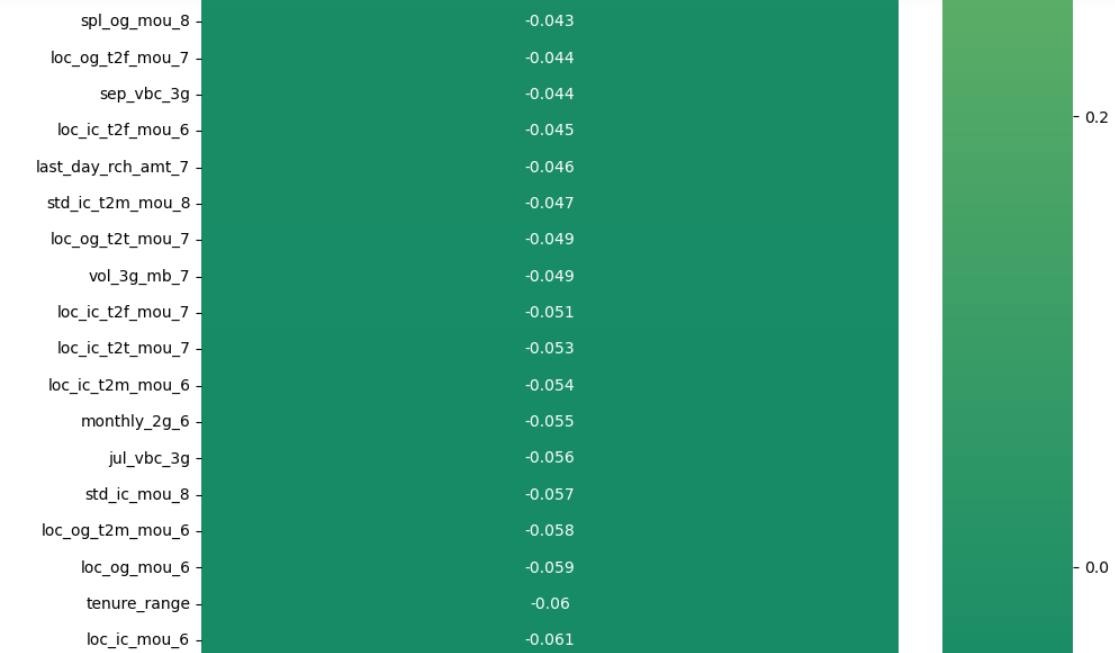 spl_og_mou_8 -0.043
loc_og_t2f_mou_7 -0.044
sep_vbc_3g -0.044
loc_ic_t2f_mou_6 -0.045
last_day_rch_amt_7 -0.046
std_ic_t2m_mou_8 -0.047
loc_og_t2t_mou_7 -0.049
vol_3g_mb_7 -0.049
loc_ic_t2f_mou_7 -0.051
loc_ic_t2t_mou_7 -0.053
loc_ic_t2m_mou_6 -0.054
monthly_2g_6 -0.055
jul_vbc_3g -0.056
std_ic_mou_8 -0.057
loc_og_t2m_mou_6 -0.058
loc_og_mou_6 -0.059
tenure_range -0.06
loc_ic_mou_6 -0.061
0.2
0.0